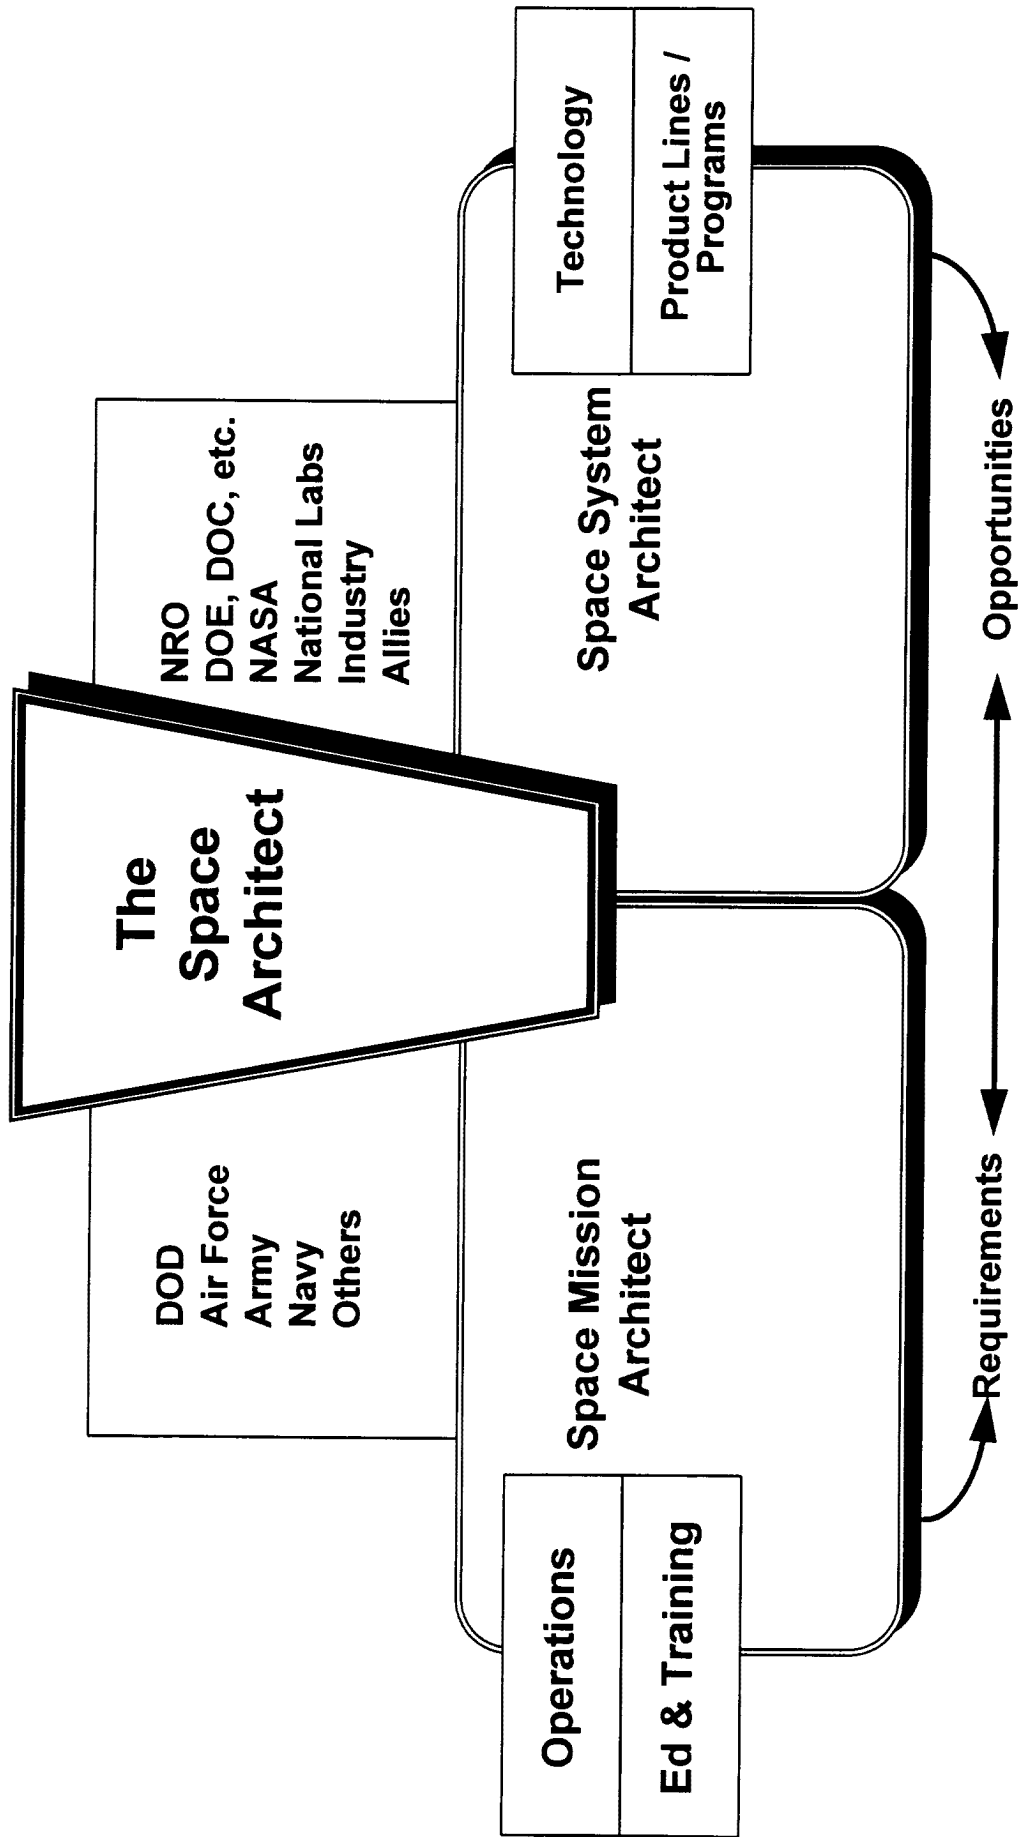 The
Space
Architect
DOD
Air Force
Army
Navy
Others
NRO
DOE, DOC, etc.
NASA
National Labs
Industry
Allies
Operations
Ed & Training
Space Mission
Architect
Space System
Architect
Technology
Product Lines /
Programs
Requirements
Opportunities